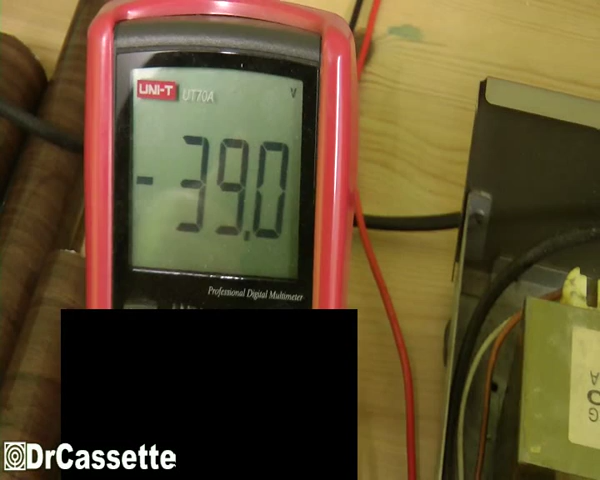 UNI-T UT70A V
-39.0
Professional Digital Multimeter
G
A
DrCassette